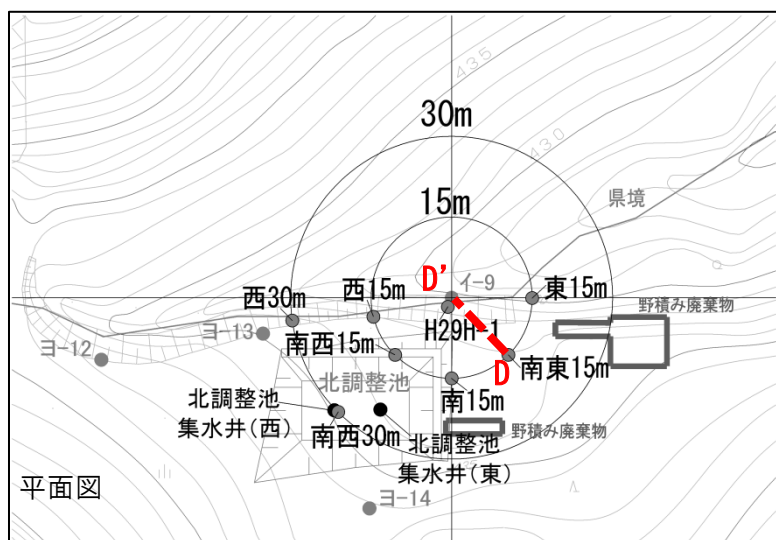 435
30m
430
県境
15m
D'
イ-9
西30m
西15m
東15m
野積み廃棄物
ヨ-13
H29H-1
ヨ-12
南西15m
D
南東15m
北調整池
南15m
北調整池
集水井(西)
南西30m
野積み廃棄物
北調整池
集水井(東)
平面図
ヨ-14